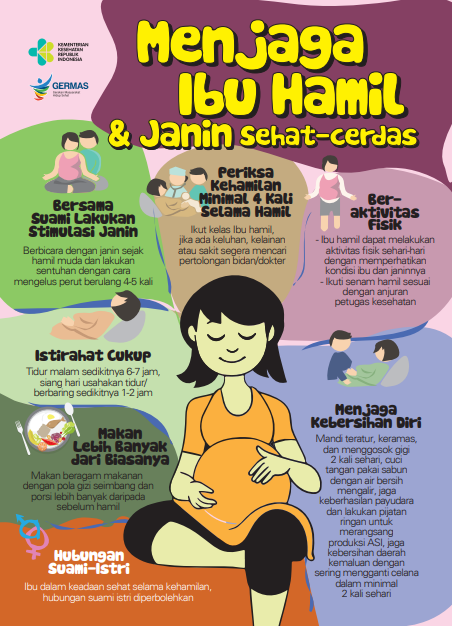 KEMENTERIAN
KESEHATAN
REPUBLIK
INDONESIA
GERMAS
Menjaga
Ibu Hamil
& Janin Sehat-cerdas
Bersama
Suami Lakukan
Stimulasi Janin
Berbicara dengan janin sejak
hamil muda dan lakukan
sentuhan dengan cara
mengelus perut berulang 4-5 kali
Periksa
Kehamilan
Minimal 4 Kali
Selama Hamil
Ikut kelas Ibu hamil,
jika ada keluhan, kelainan
atau sakit segera mencari
pertolongan bidan/dokter
Ber-
aktivitas
Fisik
- Ibu hamil dapat melakukan
aktivitas fisik sehari-hari
dengan memperhatikan
kondisi ibu dan janinnya
- Ikuti senam hamil sesuai
dengan anjuran
petugas kesehatan
Istirahat Cukup
Tidur malam sedikitnya 6-7 jam,
siang hari usahakan tidur/
berbaring sedikitnya 1-2 jam
Makan
Lebih Banyak
dari Biasanya
Makan beragam makanan
dengan pola gizi seimbang dan
porsi lebih banyak daripada
sebelum hamil
Menjaga
Kebersihan Diri
Mandi teratur, keramas,
dan menggosok gigi
2 kali sehari, cuci
tangan pakai sabun
dengan air bersih
mengalir, jaga
keberhasilan payudara
dan lakukan pijatan
ringan untuk
merangsang
produksi ASI, jaga
kebersihan daerah
kemaluan dengan
sering mengganti celana
dalam minimal
2 kali sehari
Hubungan
Suami-Istri
Ibu dalam keadaan sehat selama kehamilan,
hubungan suami istri diperbolehkan